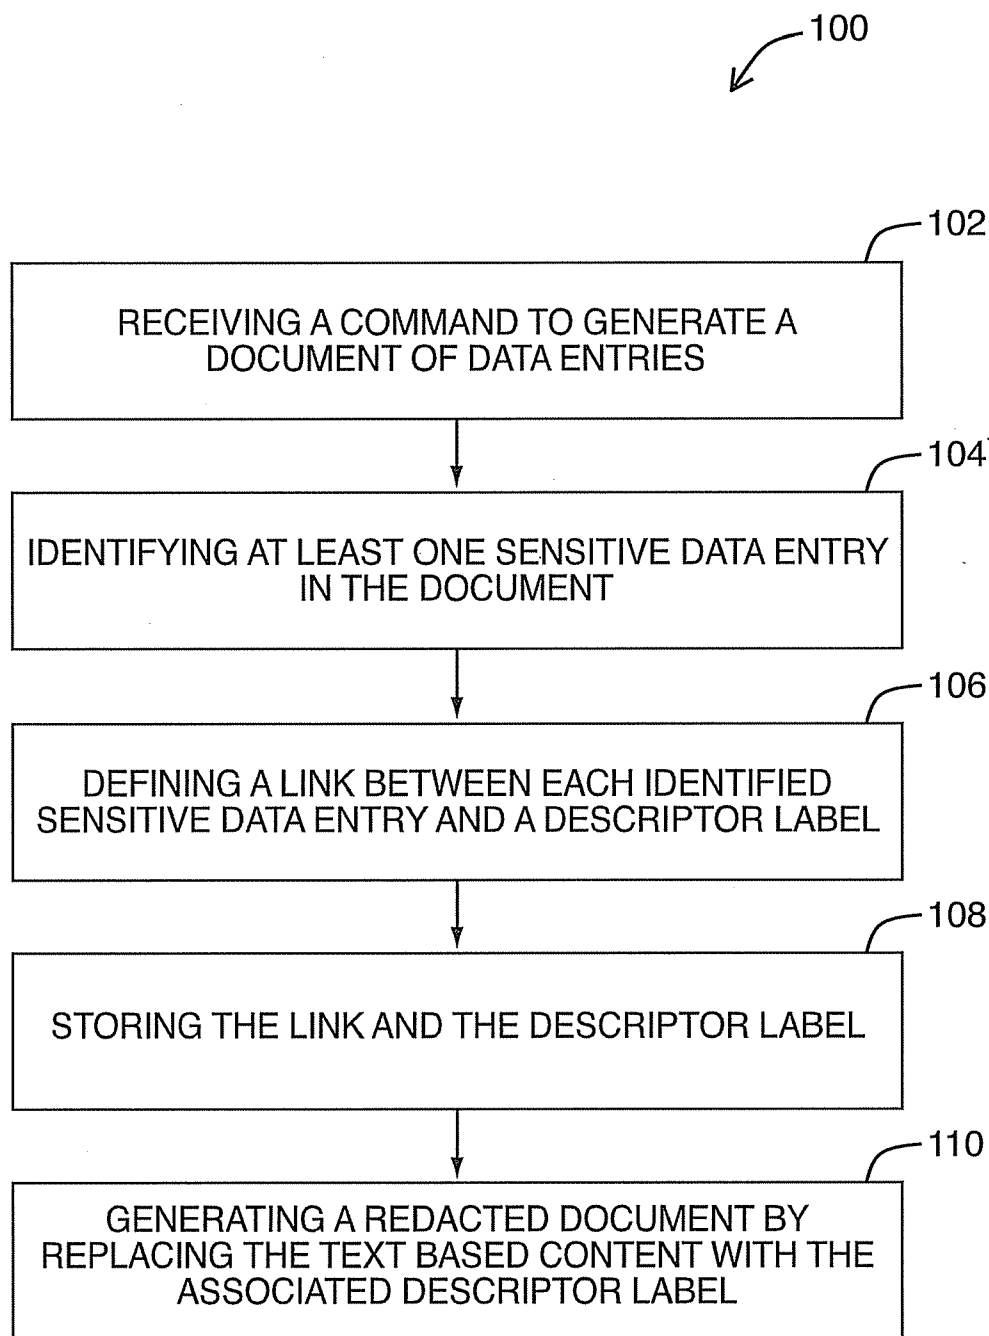 100
102
RECEIVING A COMMAND TO GENERATE A
DOCUMENT OF DATA ENTRIES
104
IDENTIFYING AT LEAST ONE SENSITIVE DATA ENTRY
IN THE DOCUMENT
106
DEFINING A LINK BETWEEN EACH IDENTIFIED
SENSITIVE DATA ENTRY AND A DESCRIPTOR LABEL
108
STORING THE LINK AND THE DESCRIPTOR LABEL
110
GENERATING A REDACTED DOCUMENT BY
REPLACING THE TEXT BASED CONTENT WITH THE
ASSOCIATED DESCRIPTOR LABEL